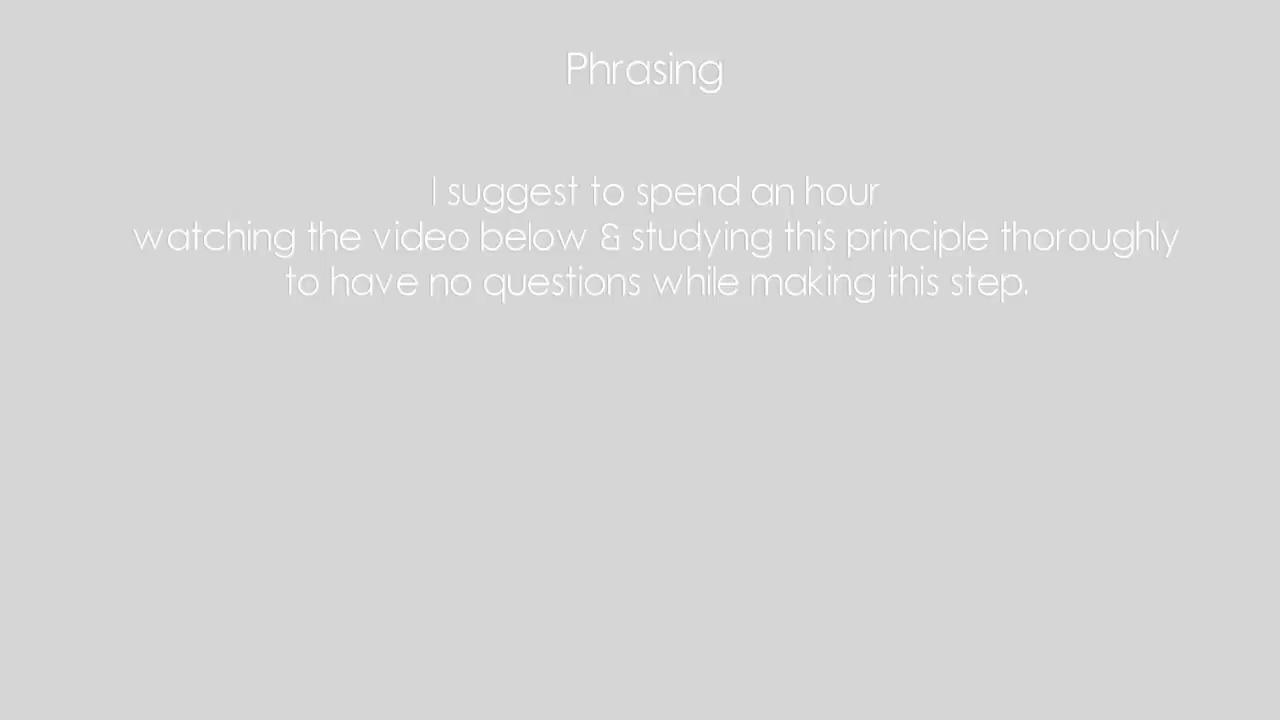 Phrasing
I suggest to spend an hour
watching the video below & studying this principle thoroughly
to have no questions while making this step.